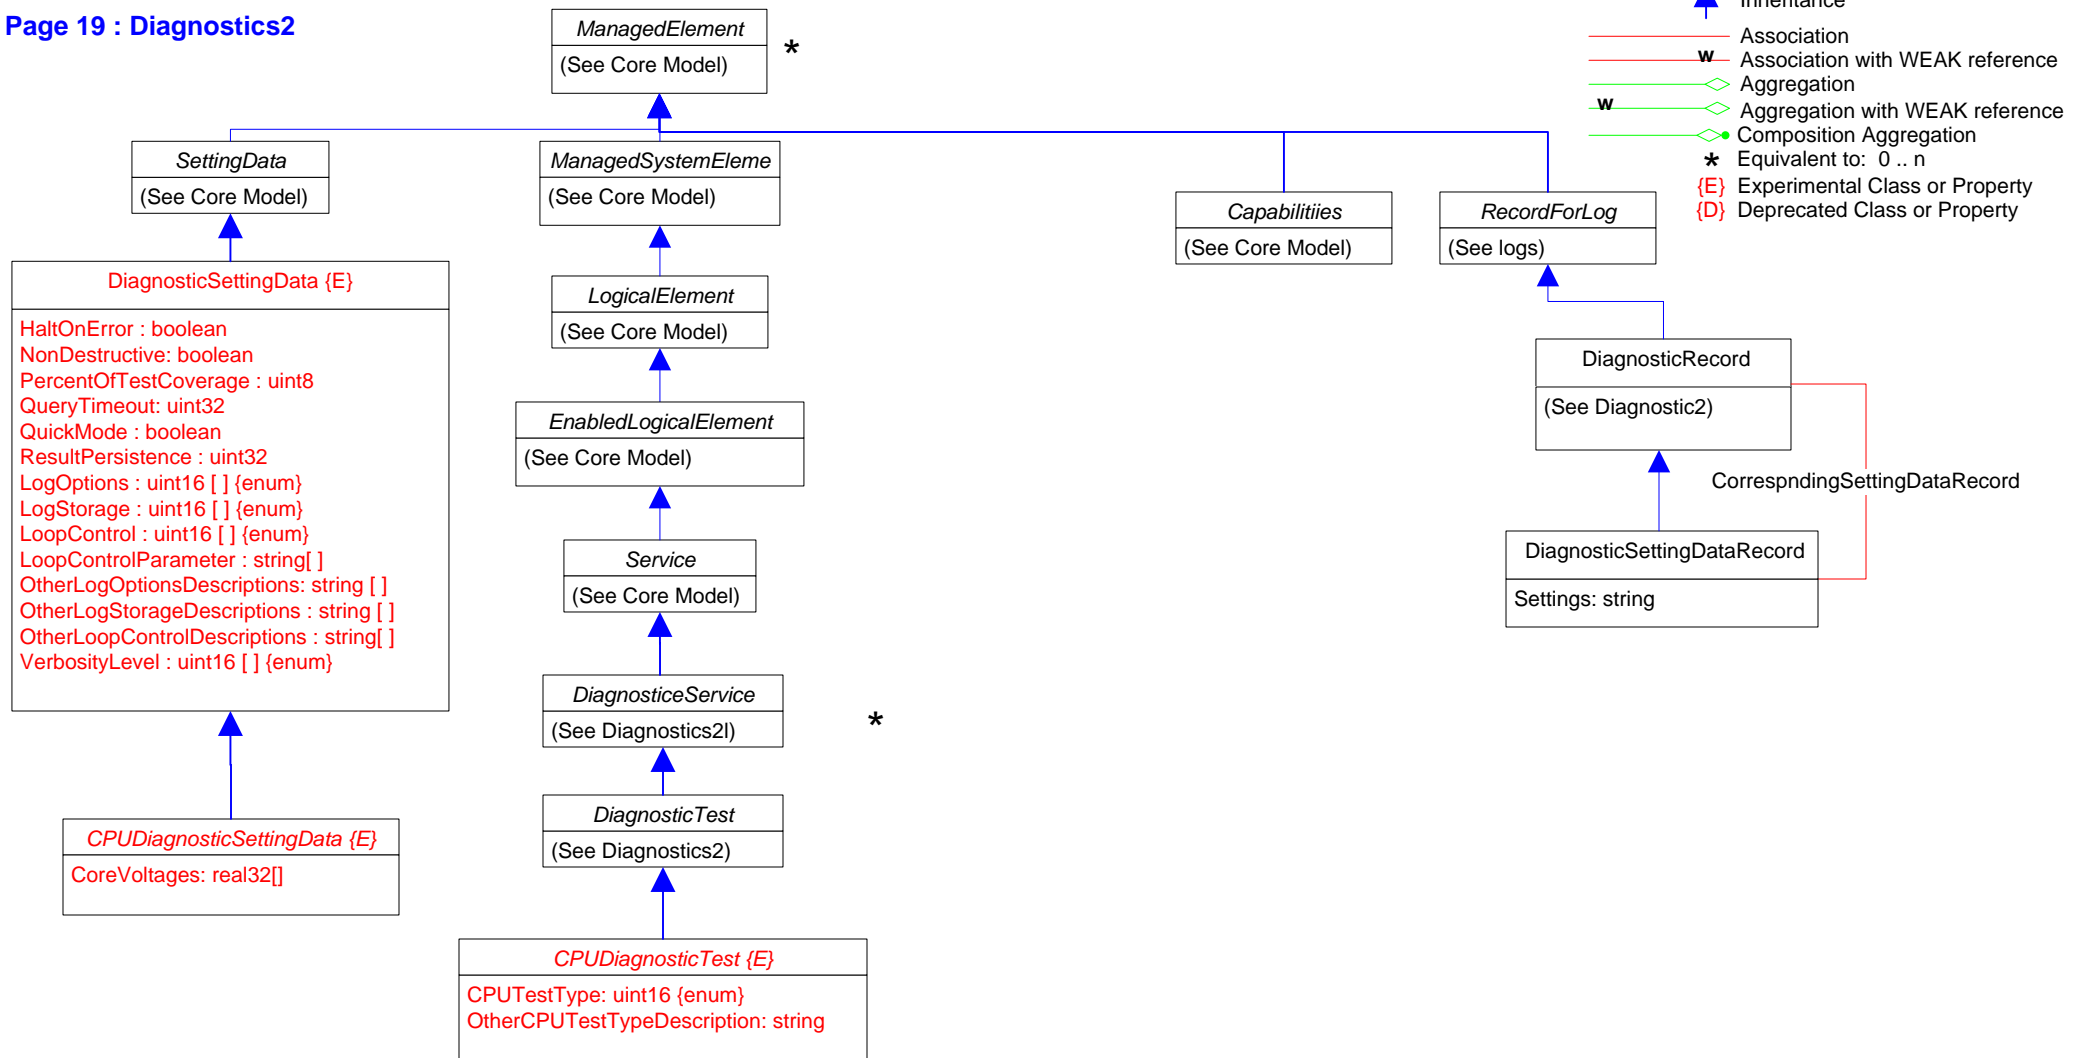 Page 19 : Diagnostics2
ManagedElement
(See Core Model)
*
Inheritance
Association
w
Association with WEAK reference
Aggregation
w
Aggregation with WEAK reference
Composition Aggregation
* Equivalent to: 0 .. n
{E} Experimental Class or Property
{D} Deprecated Class or Property
SettingData
(See Core Model)
ManagedSystemEleme
(See Core Model)
Capabilitiies
(See Core Model)
RecordForLog
(See logs)
DiagnosticSettingData {E}
HaltOnError : boolean
NonDestructive: boolean
PercentOfTestCoverage : uint8
QueryTimeout: uint32
QuickMode : boolean
ResultPersistence : uint32
LogOptions : uint16 [ ] {enum}
LogStorage : uint16 [ ] {enum}
LoopControl : uint16 [ ] {enum}
LoopControlParameter : string[ ]
OtherLogOptionsDescriptions: string [ ]
OtherLogStorageDescriptions : string [ ]
OtherLoopControlDescriptions : string[ ]
VerbosityLevel : uint16 [ ] {enum}
LogicalElement
(See Core Model)
EnabledLogicalElement
(See Core Model)
Service
(See Core Model)
DiagnosticeService
(See Diagnostics2l)
*
DiagnosticTest
(See Diagnostics2)
DiagnosticRecord
(See Diagnostic2)
CorrespndingSettingDataRecord
DiagnosticSettingDataRecord
Settings: string
CPUDiagnosticSettingData {E}
CoreVoltages: real32[]
CPUDiagnosticTest {E}
CPUTestType: uint16 {enum}
OtherCPUTestTypeDescription: string